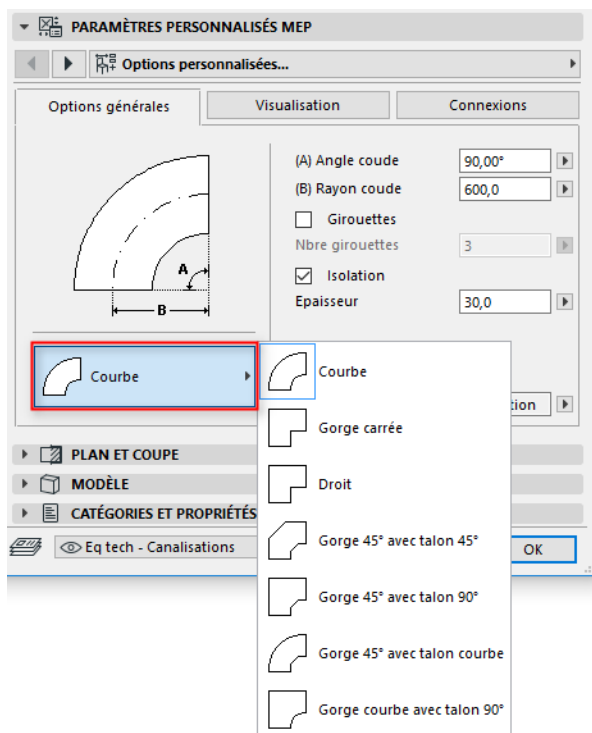 PARAMÈTRES PERSONNALISÉS MEP
Options personnalisées...
Options générales
Visualisation
Connexions
(A) Angle coude 90,00°
(B) Rayon coude 600,0
Girouettes
Nbre girouettes 3
Isolation
Epaisseur 30,0
A
B
Courbe
Courbe
tion
Gorge carrée
Droit
Gorge 45° avec talon 45°
Gorge 45° avec talon 90°
Gorge 45° avec talon courbe
Gorge courbe avec talon 90°
PLAN ET COUPE
MODÈLE
CATÉGORIES ET PROPRIÉTÉS
Eq tech - Canalisations
OK